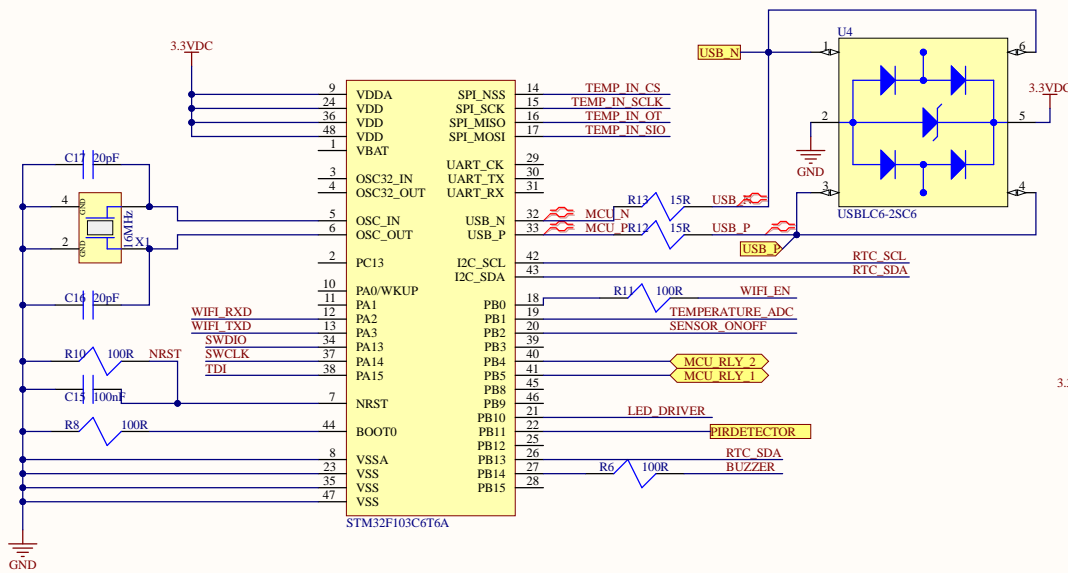 3.3VDC
9 VDDA
24 VDD
36 VDD
48 VDD
1 VBAT
3 OSC32_IN
4 OSC32_OUT
5 OSC_IN
6 OSC_OUT
2 PC13
10 PA0/WKUP
11 PA1
WIFI_RXD 12 PA2
WIFI_TXD 13 PA3
SWDIO 34 PA13
SWCLK 37 PA14
TDI 38 PA15
7 NRST
44 BOOT0
8 VSSA
23 VSS
35 VSS
47 VSS
C17 20pF
4 GND
2 GND
16MHz
X1
C16 20pF
R10 100R NRST
C15 100nF
R8 100R
GND
SPI_NSS 14 TEMP_IN_CS
SPI_SCK 15 TEMP_IN_SCLK
SPI_MISO 16 TEMP_IN_OT
SPI_MOSI 17 TEMP_IN_SIO
UART_CK 29
UART_TX 30
UART_RX 31
USB_N 32 MCU_N R13 15R USB_N
USB_P 33 MCU_P R12 15R USB_P
I2C_SCL 42 RTC_SCL
I2C_SDA 43 RTC_SDA
PB0 18 R11 100R WIFI_EN
PB1 19 TEMPERATURE_ADC
PB2 20 SENSOR_ONOFF
PB3 39
PB4 40 MCU_RLY_2
PB5 41 MCU_RLY_1
PB8 45
PB9 46
PB10 21 LED_DRIVER
PB11 22 PIRDETECTOR
PB12 25
PB13 26 RTC_SDA
PB14 27 R6 100R BUZZER
PB15 28
STM32F103C6T6A
USB_N
USB_P
U4
1 6
2 5
3 4
3.3VDC
GND
USBLC6-2SC6